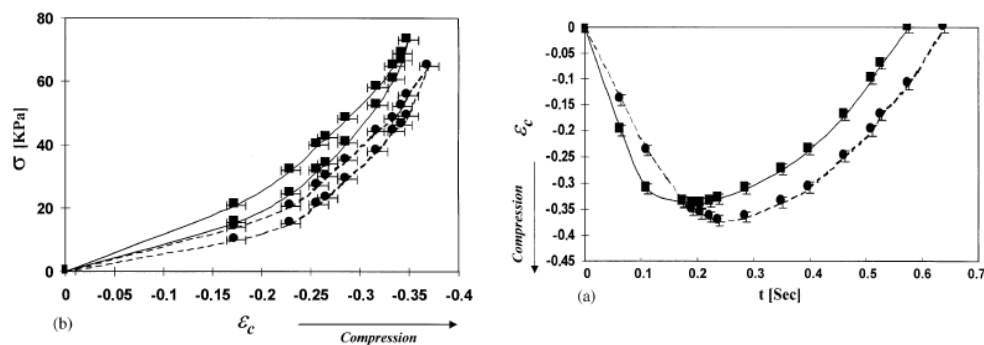 80
60
40
20
0
σ [KPa]
0 -0.05 -0.1 -0.15 -0.2 -0.25 -0.3 -0.35 -0.4
(b)
εc
Compression
0
-0.05
-0.1
-0.15
-0.2
-0.25
-0.3
-0.35
-0.4
-0.45
εc
Compression
0 0.1 0.2 0.3 0.4 0.5 0.6 0.7
(a)
t [Sec]